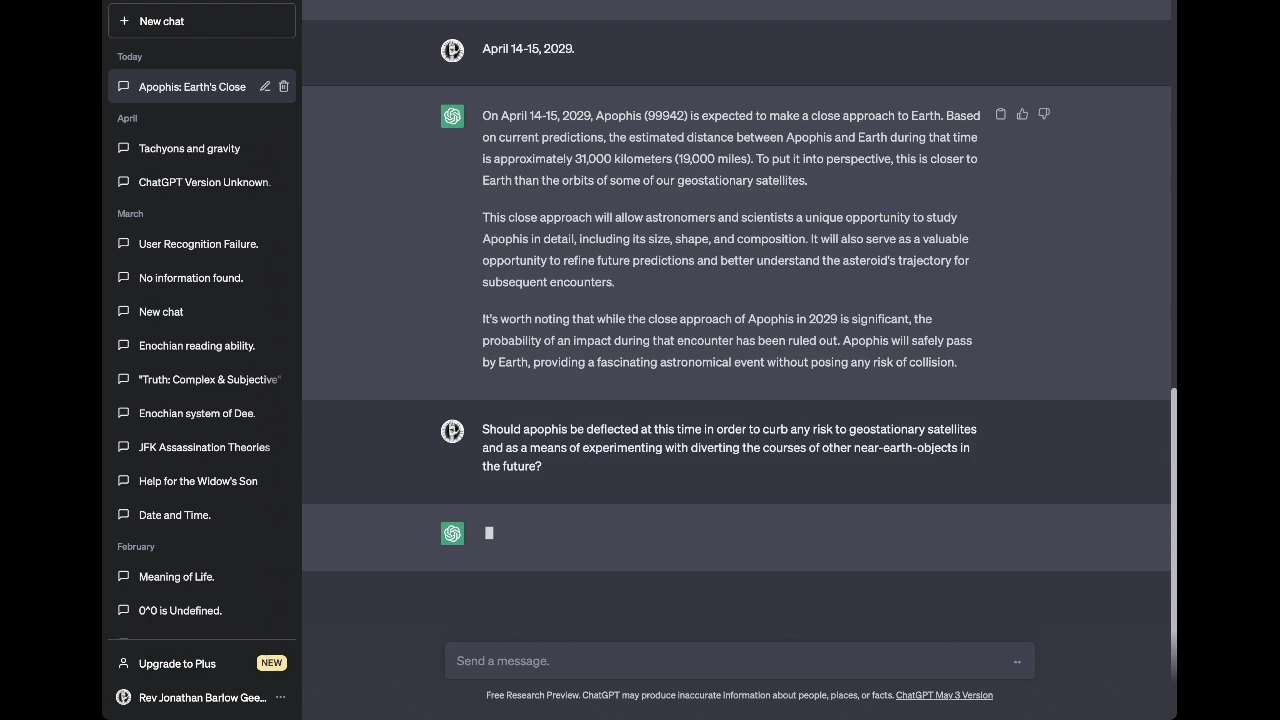 New chat
Today
Apophis: Earth's Close
April
Tachyons and gravity
ChatGPT Version Unknown.
March
User Recognition Failure.
No information found.
New chat
Enochian reading ability.
"Truth: Complex & Subjective"
Enochian system of Dee.
JFK Assassination Theories
Help for the Widow's Son
Date and Time.
February
Meaning of Life.
0^0 is Undefined.
Upgrade to Plus
NEW
Rev Jonathan Barlow Gee...
April 14-15, 2029.
On April 14-15, 2029, Apophis (99942) is expected to make a close approach to Earth. Based
on current predictions, the estimated distance between Apophis and Earth during that time
is approximately 31,000 kilometers (19,000 miles). To put it into perspective, this is closer to
Earth than the orbits of some of our geostationary satellites.
This close approach will allow astronomers and scientists a unique opportunity to study
Apophis in detail, including its size, shape, and composition. It will also serve as a valuable
opportunity to refine future predictions and better understand the asteroid's trajectory for
subsequent encounters.
It's worth noting that while the close approach of Apophis in 2029 is significant, the
probability of an impact during that encounter has been ruled out. Apophis will safely pass
by Earth, providing a fascinating astronomical event without posing any risk of collision.
Should apophis be deflected at this time in order to curb any risk to geostationary satellites
and as a means of experimenting with diverting the courses of other near-earth-objects in
the future?
Send a message.
Free Research Preview. ChatGPT may produce inaccurate information about people, places, or facts. ChatGPT May 3 Version